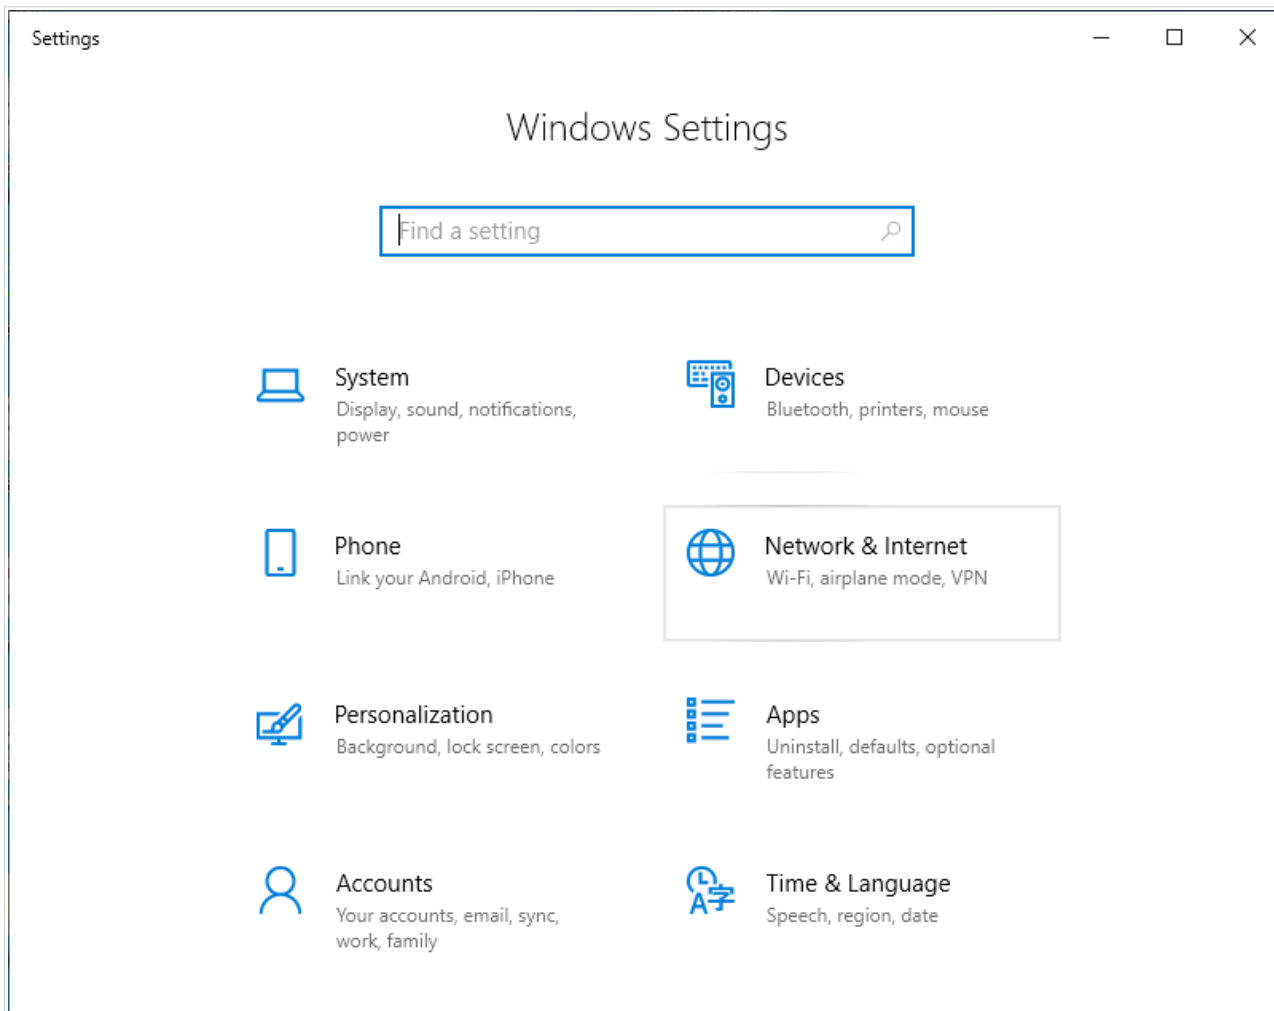 Settings
Windows Settings
Find a setting
System
Display, sound, notifications,
power
Devices
Bluetooth, printers, mouse
Phone
Link your Android, iPhone
Network & Internet
Wi-Fi, airplane mode, VPN
Personalization
Background, lock screen, colors
Apps
Uninstall, defaults, optional
features
Accounts
Your accounts, email, sync,
work, family
Time & Language
Speech, region, date
A字